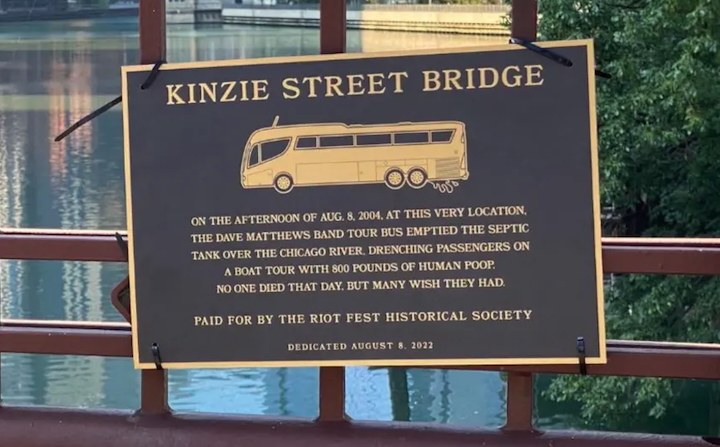 KINZIE STREET BRIDGE
ON THE AFTERNOON OF AUG. 8, 2004, AT THIS VERY LOCATION,
THE DAVE MATTHEWS BAND TOUR BUS EMPTIED THE SEPTIC
TANK OVER THE CHICAGO RIVER, DRENCHING PASSENGERS ON
A BOAT TOUR WITH 800 POUNDS OF HUMAN POOP.
NO ONE DIED THAT DAY, BUT MANY WISH THEY HAD.
PAID FOR BY THE RIOT FEST HISTORICAL SOCIETY
DEDICATED AUGUST 8, 2022